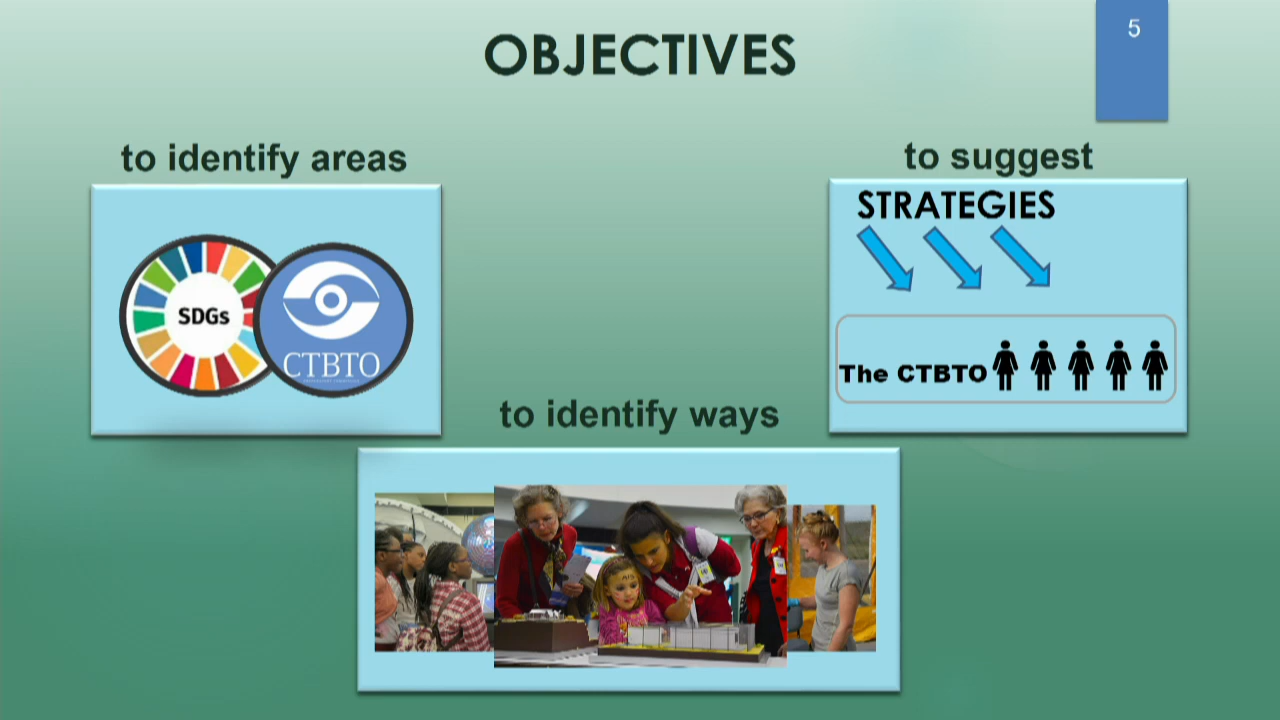 5
OBJECTIVES
to identify areas
SDGs
CTBTO
to suggest
STRATEGIES
The CTBTO
to identify ways